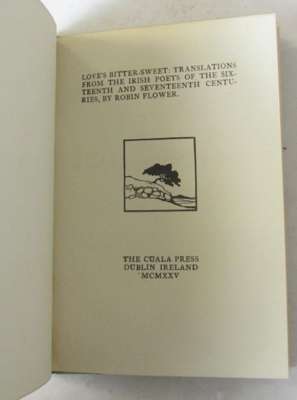 LOVE'S BITTER-SWEET: TRANSLATIONS
FROM THE IRISH POETS OF THE SIX-
TEENTH AND SEVENTEENTH CENTU-
RIES, BY ROBIN FLOWER.
THE CUALA PRESS
DUBLIN IRELAND
MCMXXV